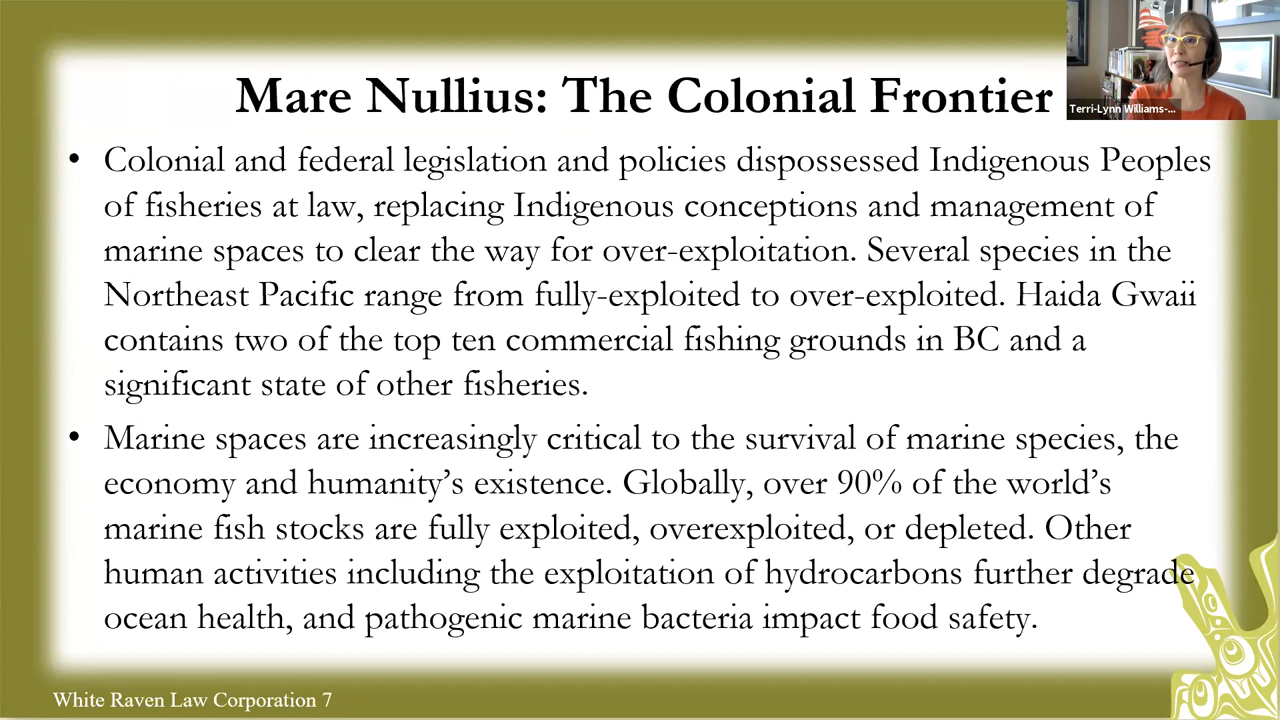 Mare Nullius: The Colonial Frontier
Terri-Lynn Williams-...
• Colonial and federal legislation and policies dispossessed Indigenous Peoples
of fisheries at law, replacing Indigenous conceptions and management of
marine spaces to clear the way for over-exploitation. Several species in the
Northeast Pacific range from fully-exploited to over-exploited. Haida Gwaii
contains two of the top ten commercial fishing grounds in BC and a
significant state of other fisheries.
• Marine spaces are increasingly critical to the survival of marine species, the
economy and humanity’s existence. Globally, over 90% of the world’s
marine fish stocks are fully exploited, overexploited, or depleted. Other
human activities including the exploitation of hydrocarbons further degrade
ocean health, and pathogenic marine bacteria impact food safety.
White Raven Law Corporation 7